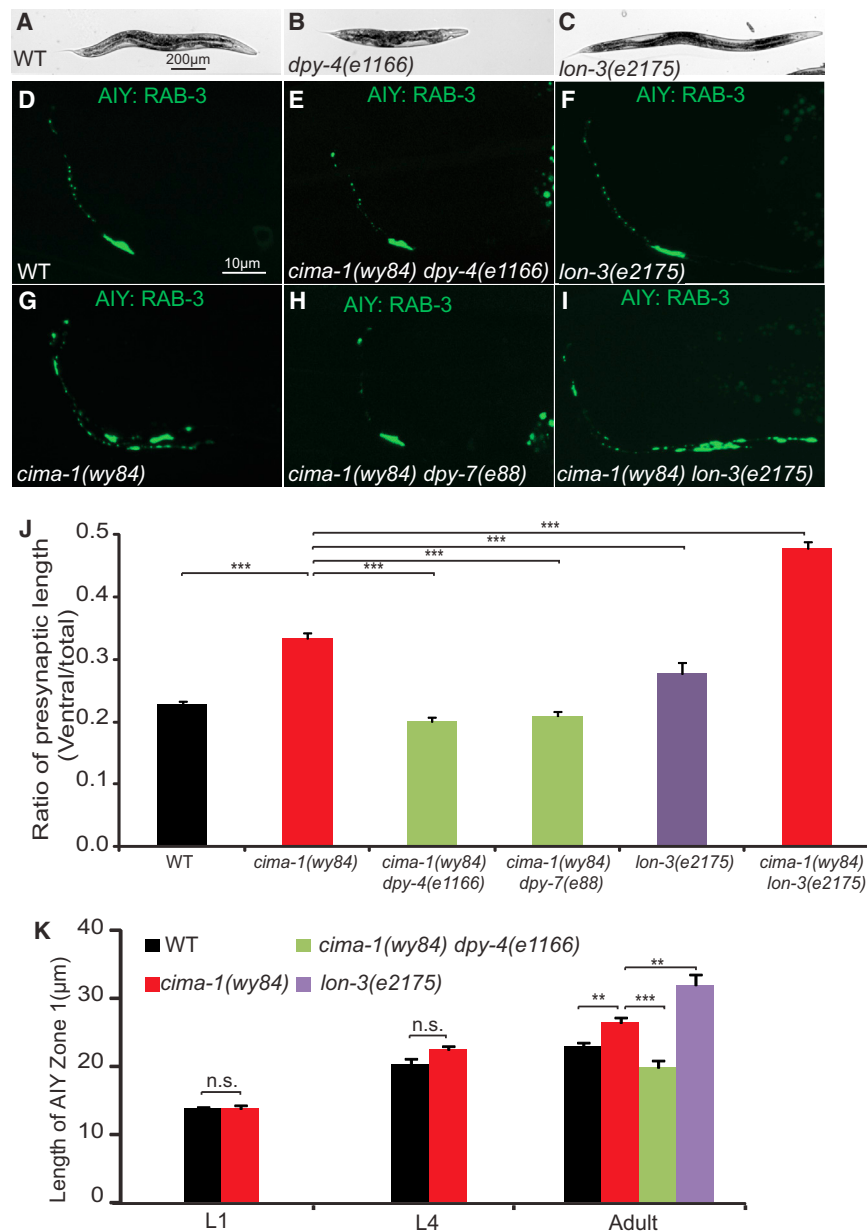 A
WT
200μm
B
dpy-4(e1166)
C
lon-3(e2175)
D
AIY: RAB-3
WT
10μm
E
AIY: RAB-3
cima-1(wy84) dpy-4(e1166)
F
AIY: RAB-3
lon-3(e2175)
G
AIY: RAB-3
cima-1(wy84)
H
AIY: RAB-3
cima-1(wy84) dpy-7(e88)
I
AIY: RAB-3
cima-1(wy84) lon-3(e2175)
J
Ratio of presynaptic length
(Ventral/total)
0.5
0.4
0.3
0.2
0.1
0.0
***
***
***
***
***
WT
cima-1(wy84)
cima-1(wy84)
dpy-4(e1166)
cima-1(wy84)
dpy-7(e88)
lon-3(e2175)
cima-1(wy84)
lon-3(e2175)
K
Length of AIY Zone 1(μm)
40
30
20
10
0
WT
cima-1(wy84) dpy-4(e1166)
cima-1(wy84)
lon-3(e2175)
n.s.
n.s.
**
***
**
L1
L4
Adult